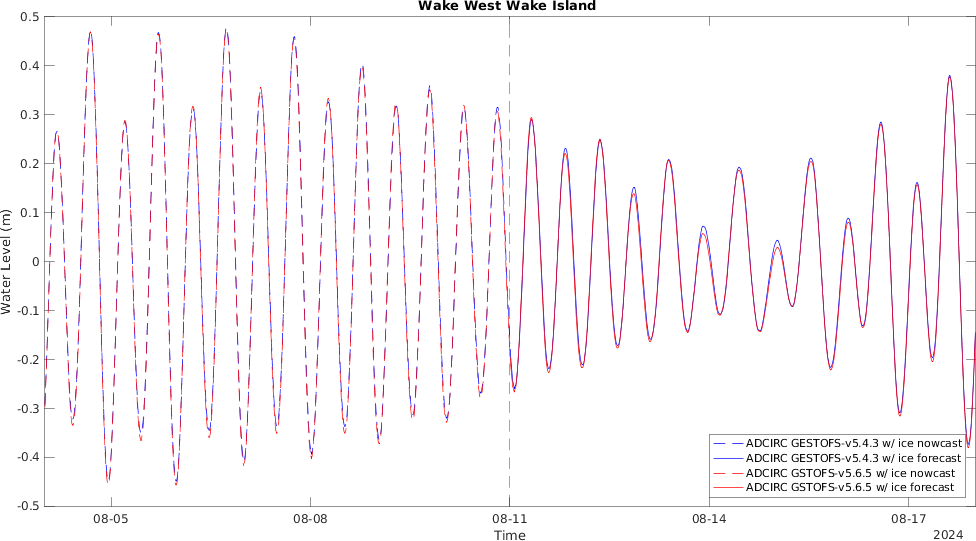 Wake West Wake Island
Water Level (m)
0.5
0.4
0.3
0.2
0.1
0
-0.1
-0.2
-0.3
-0.4
-0.5
ADCIRC GESTOFS-v5.4.3 w/ ice nowcast
ADCIRC GESTOFS-v5.4.3 w/ ice forecast
ADCIRC GSTOFS-v5.6.5 w/ ice nowcast
ADCIRC GSTOFS-v5.6.5 w/ ice forecast
08-05 08-08 08-11 08-14 08-17
Time
2024